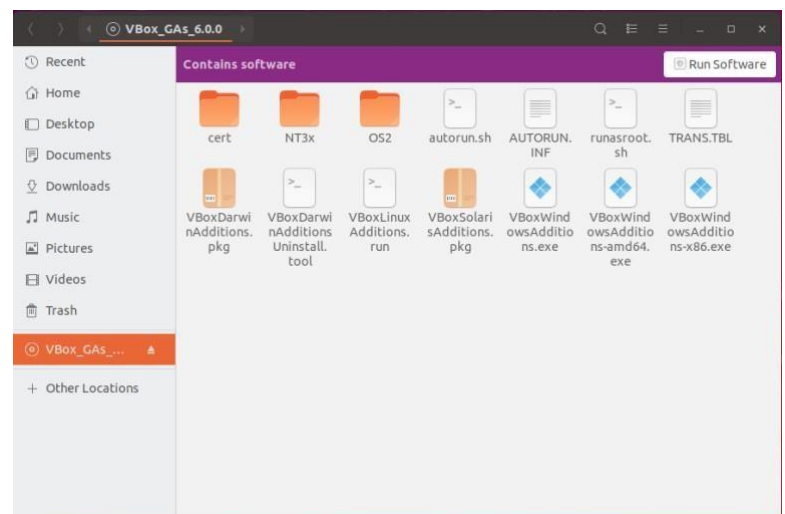 VBox_GAs_6.0.0
Recent
Home
Desktop
Documents
Downloads
Music
Pictures
Videos
Trash
VBox_GAs_...
Other Locations
Contains software
Run Software
cert
NT3x
OS2
autorun.sh
AUTORUN.
INF
runasroot.
sh
TRANS.TBL
VBoxDarwi
nAdditions.
pkg
VBoxDarwi
nAdditions
Uninstall.
tool
VBoxLinux
Additions.
run
VBoxSolari
sAdditions.
pkg
VBoxWind
owsAdditio
ns.exe
VBoxWind
owsAdditio
ns-amd64.
exe
VBoxWind
owsAdditio
ns-x86.exe